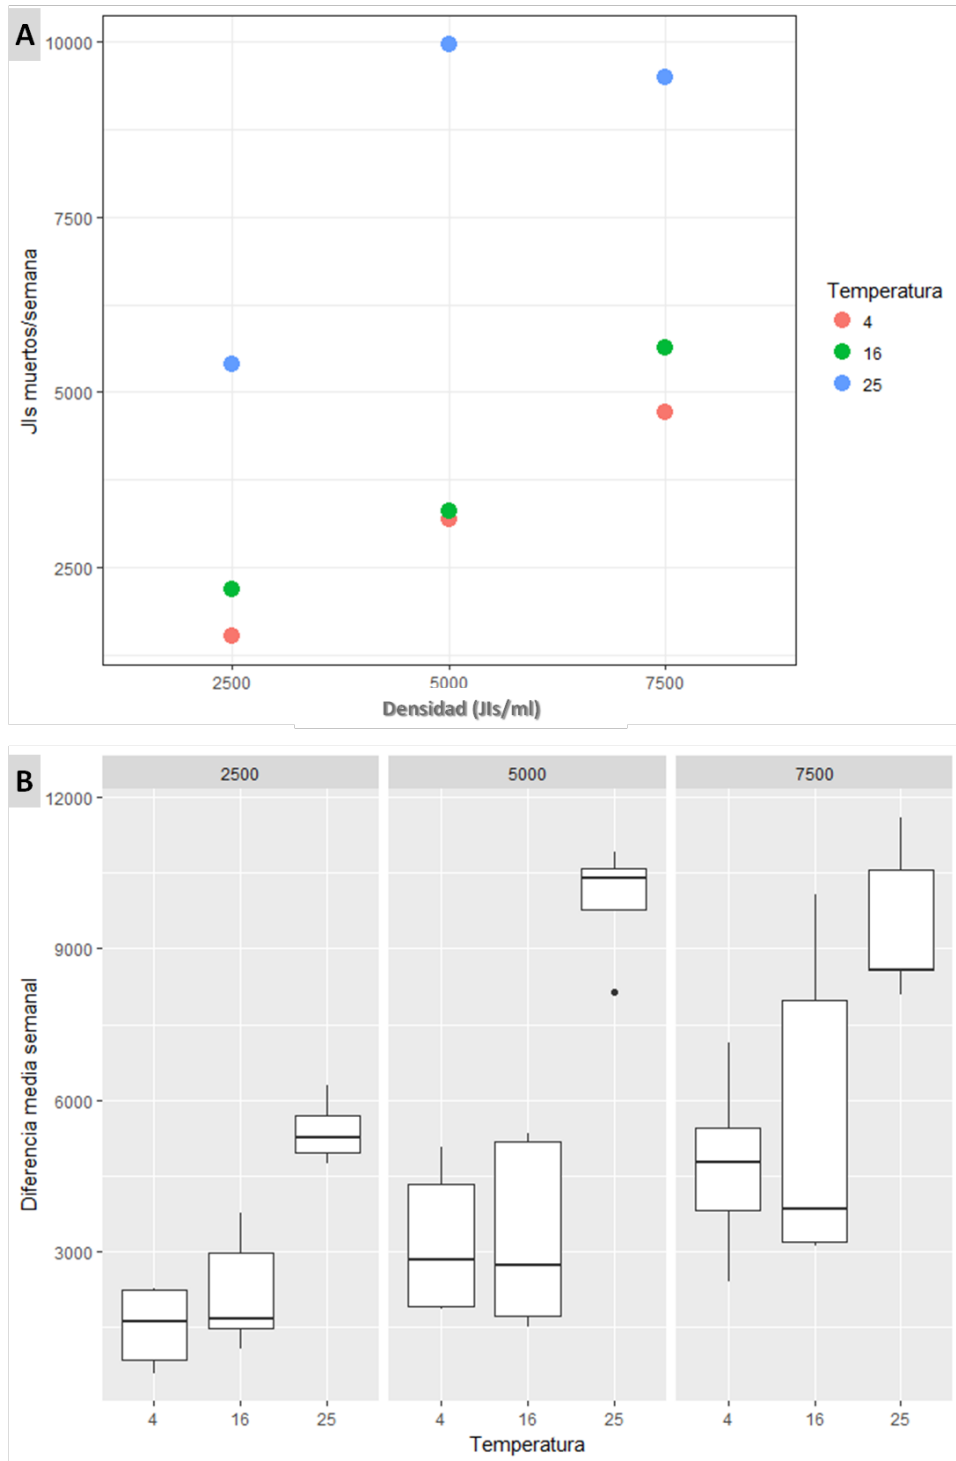 A
10000
7500
5000
2500
JIs muertos/semana
2500 5000 7500
Densidad (JIs/ml)
Temperatura
4
16
25
B
2500 5000 7500
12000
9000
6000
3000
Diferencia media semanal
4 16 25 4 16 25 4 16 25
Temperatura